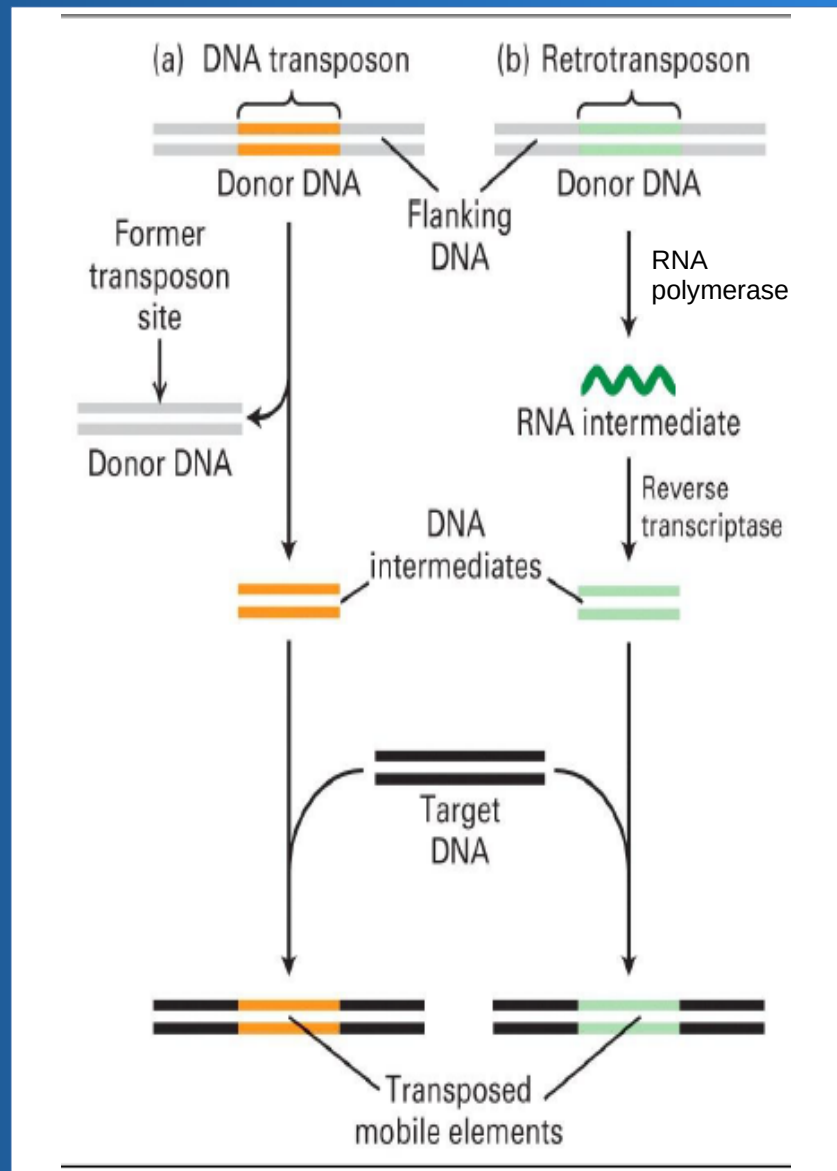 (a) DNA transposon
(b) Retrotransposon
Donor DNA
Donor DNA
Flanking
DNA
Former
transposon
site
RNA
polymerase
Donor DNA
RNA intermediate
Reverse
transcriptase
DNA
intermediates
Target
DNA
Transposed
mobile elements